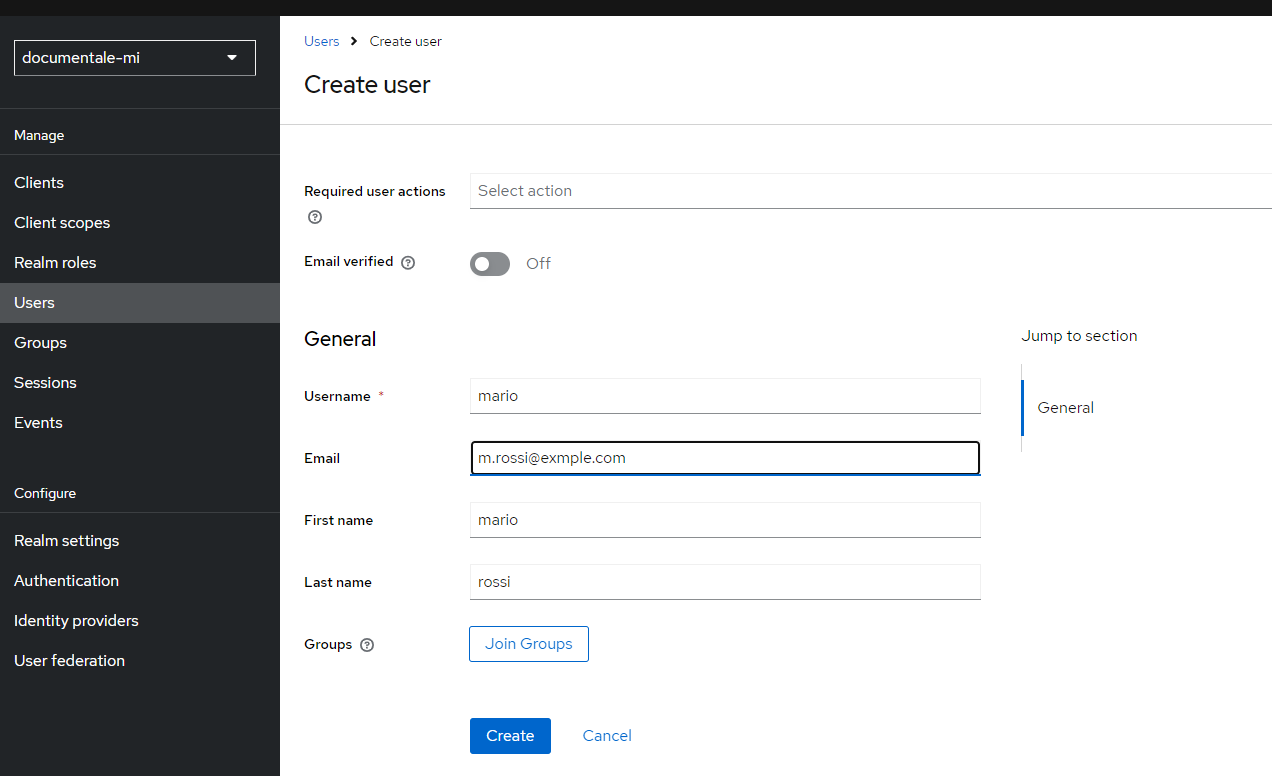 documentale-mi
Manage
Clients
Client scopes
Realm roles
Users
Groups
Sessions
Events
Configure
Realm settings
Authentication
Identity providers
User federation
Users > Create user
Create user
Required user actions
?
Select action
Email verified ?
Off
General
Username *
mario
Email
m.rossi@exmple.com
First name
mario
Last name
rossi
Groups ?
Join Groups
Create
Cancel
Jump to section
General